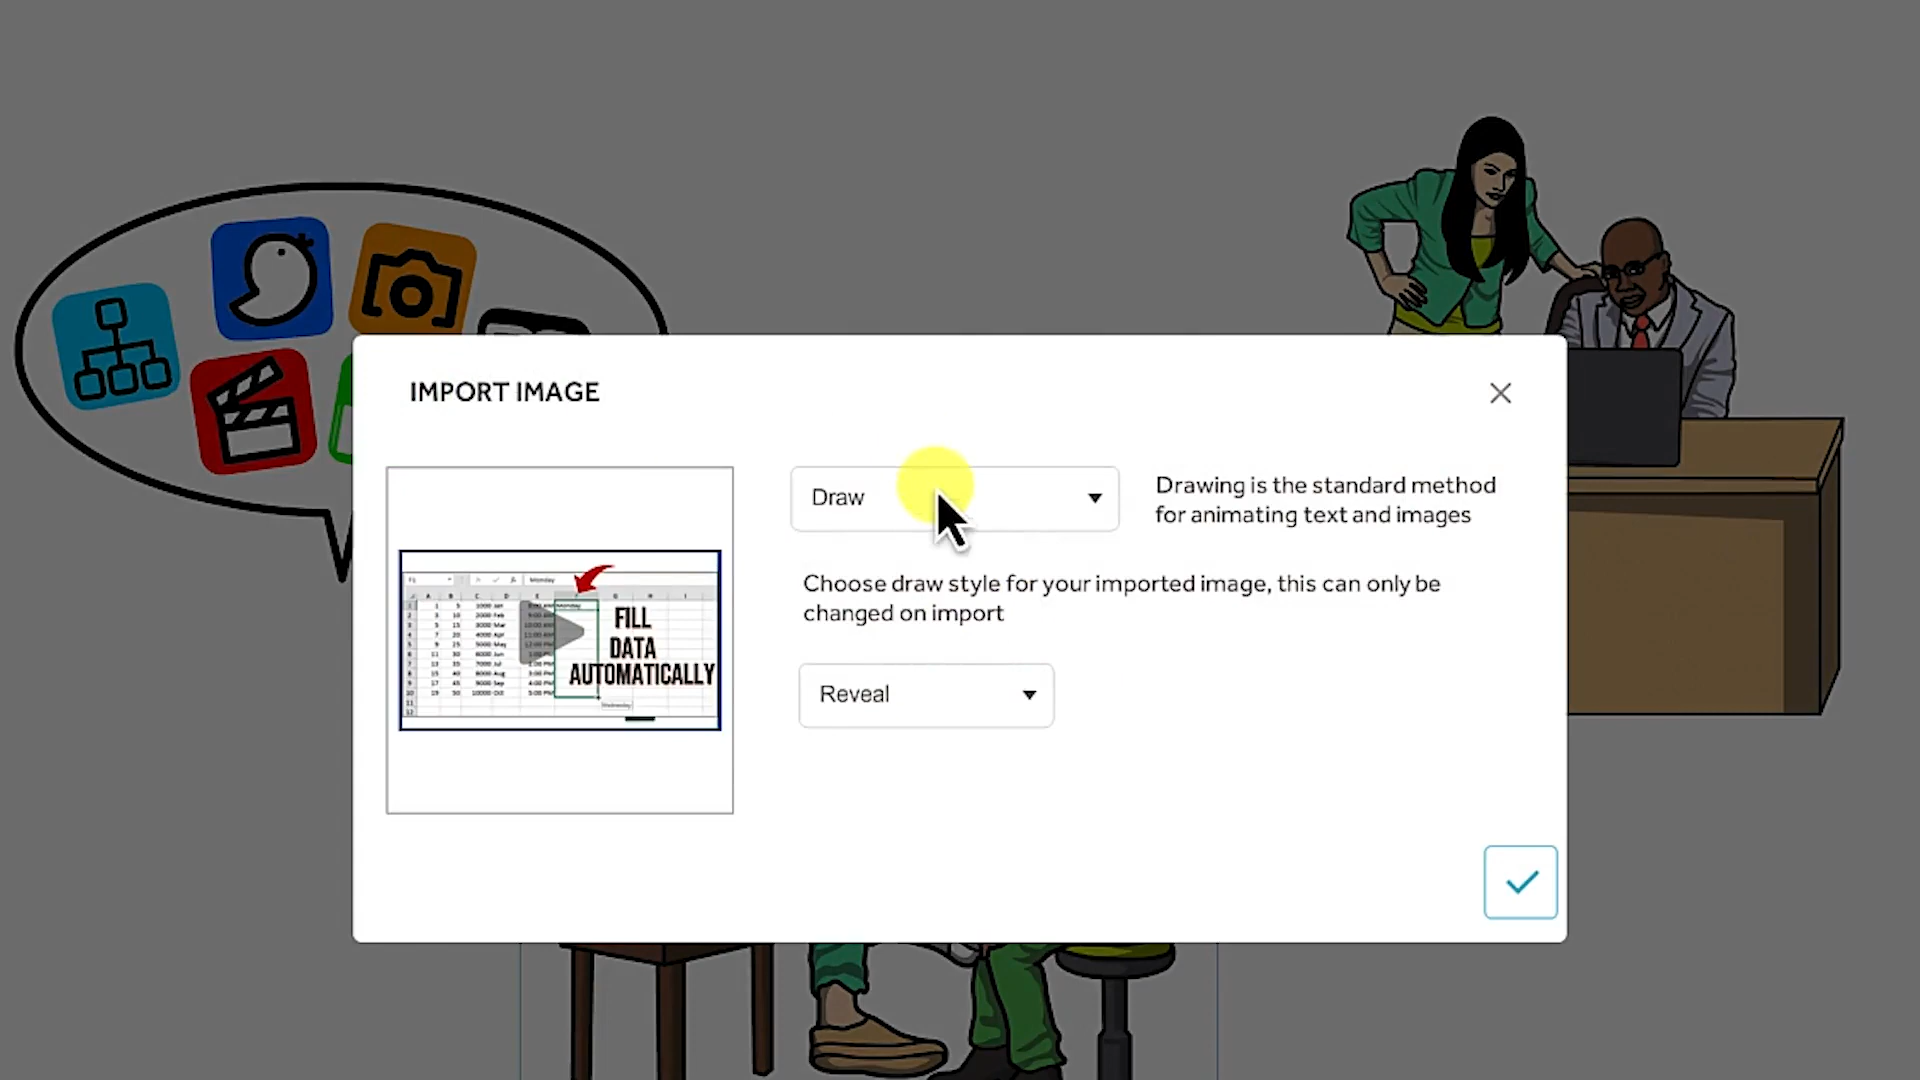 IMPORT IMAGE
Draw
Drawing is the standard method
for animating text and images
Choose draw style for your imported image, this can only be
changed on import
Reveal
Monday
FILL
DATA
AUTOMATICALLY